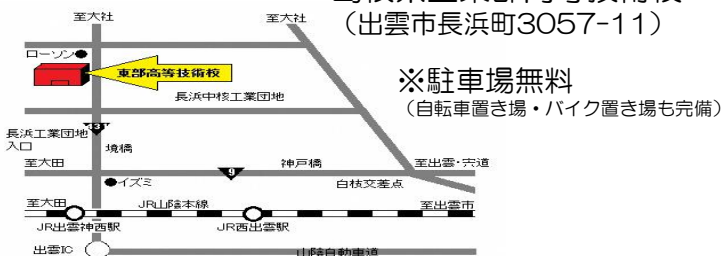 (出雲市長浜町3057-11)
※駐車場無料
(自転車置き場・バイク置き場も完備)
至大社
至大社
ローソン
東部高等技術校
長浜中核工業団地
長浜工業団地
入口
境橋
至大田
9
神戸橋
至出雲・宍道
イズミ
白枝交差点
至大田
JR山陰本線
至出雲市
JR出雲神西駅
JR西出雲駅
出雲IC
山陰自動車道